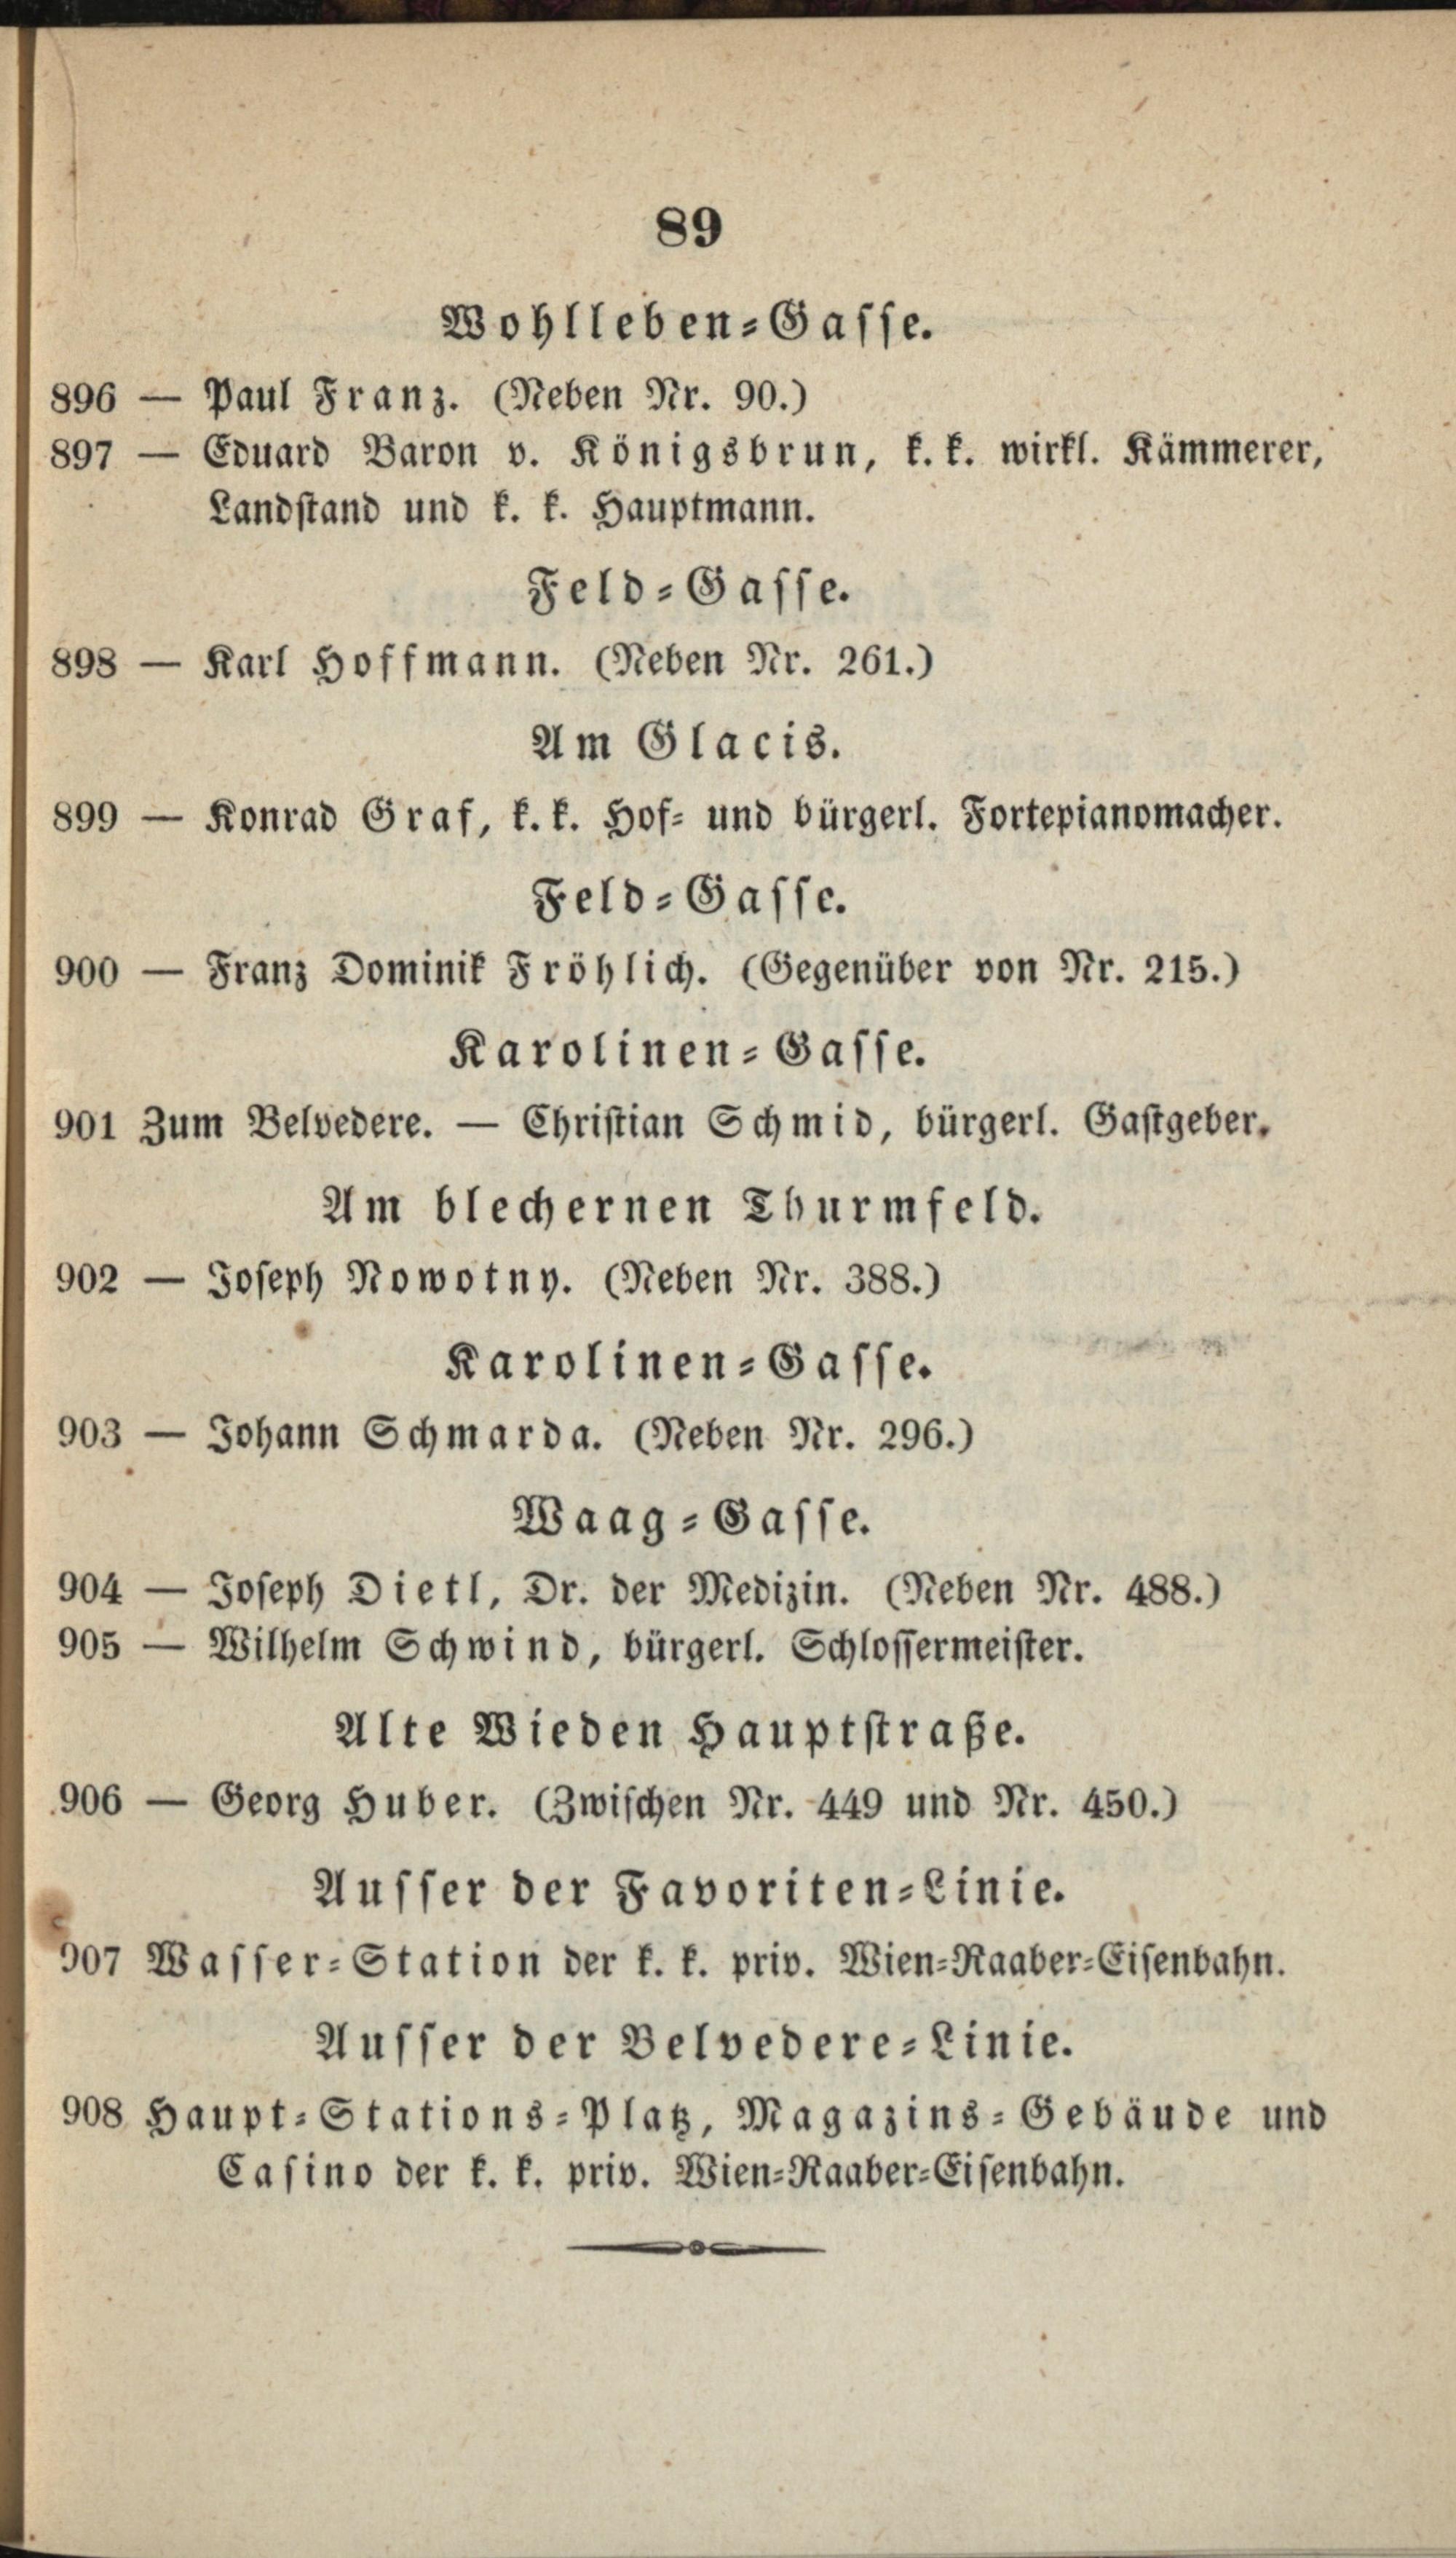 89
Wohlleben-Gasse.
896 — Paul Franz. (Neben Nr. 90.)
897 — Eduard Baron v. Königsbrun, k. k. wirkl. Kämmerer,
Landstand und k. k. Hauptmann.
Feld-Gasse.
898 — Karl Hoffmann. (Neben Nr. 261.)
Am Glacis.
899 — Konrad Graf, k. k. Hof- und bürgerl. Fortepianomacher.
Feld-Gasse.
900 — Franz Dominik Fröhlich. (Gegenüber von Nr. 215.)
Karolinen-Gasse.
901 Zum Belvedere. — Christian Schmid, bürgerl. Gastgeber.
Am blechernen Thurmfeld.
902 — Joseph Nowotny. (Neben Nr. 388.)
Karolinen-Gasse.
903 — Johann Schmarda. (Neben Nr. 296.)
Waag-Gasse.
904 — Joseph Dietl, Dr. der Medizin. (Neben Nr. 488.)
905 — Wilhelm Schwind, bürgerl. Schlossermeister.
Alte Wieden Hauptstraße.
906 — Georg Huber. (Zwischen Nr. 449 und Nr. 450.)
Ausser der Favoriten-Linie.
907 Wasser-Station der k. k. priv. Wien-Raaber-Eisenbahn.
Ausser der Belvedere-Linie.
908 Haupt-Stations-Platz, Magazins-Gebäude und
Casino der k. k. priv. Wien-Raaber-Eisenbahn.